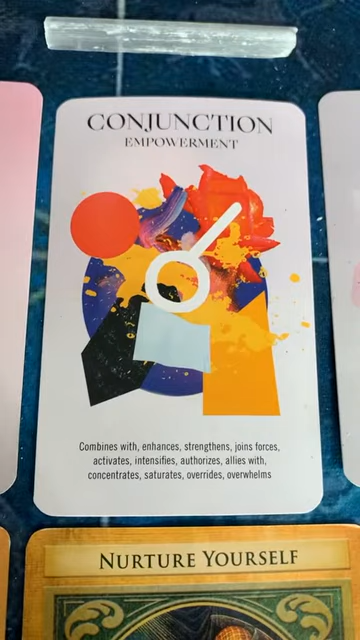 CONJUNCTION
EMPOWERMENT
Combines with, enhances, strengthens, joins forces,
activates, intensifies, authorizes, allies with,
concentrates, saturates, overrides, overwhelms
NURTURE YOURSELF